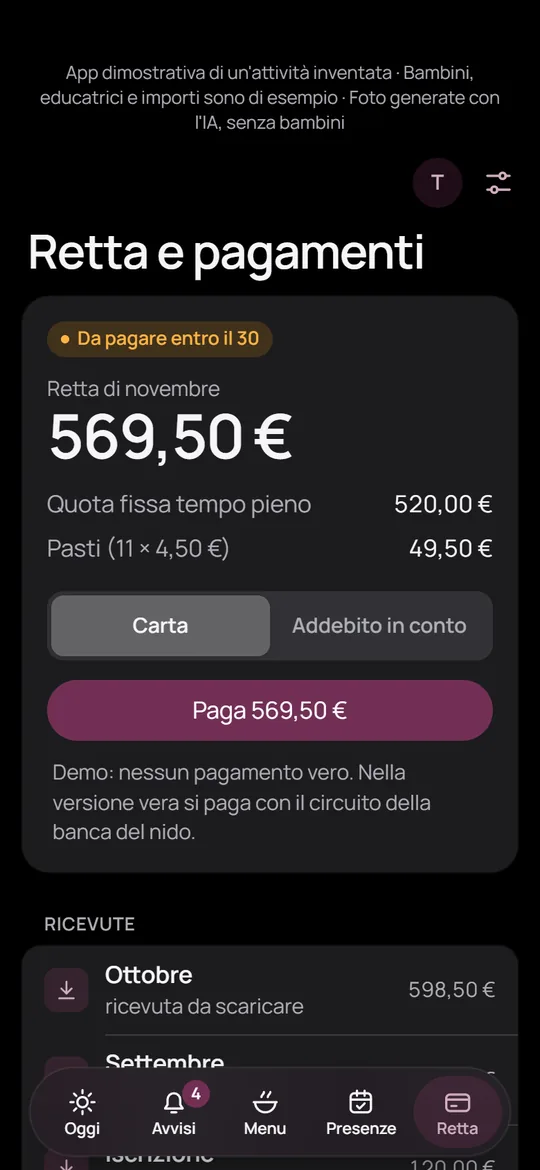 App dimostrativa di un'attività inventata · Bambini,
educatrici e importi sono di esempio · Foto generate con
l'IA, senza bambini
T
Retta e pagamenti
Da pagare entro il 30
Retta di novembre
569,50 €
Quota fissa tempo pieno 520,00 €
Pasti (11 × 4,50 €) 49,50 €
Carta Addebito in conto
Paga 569,50 €
Demo: nessun pagamento vero. Nella
versione vera si paga con il circuito della
banca del nido.
RICEVUTE
Ottobre
ricevuta da scaricare 598,50 €
Settembre
4
Oggi Avvisi Menu Presenze Retta
Iscrizione 120,00 €